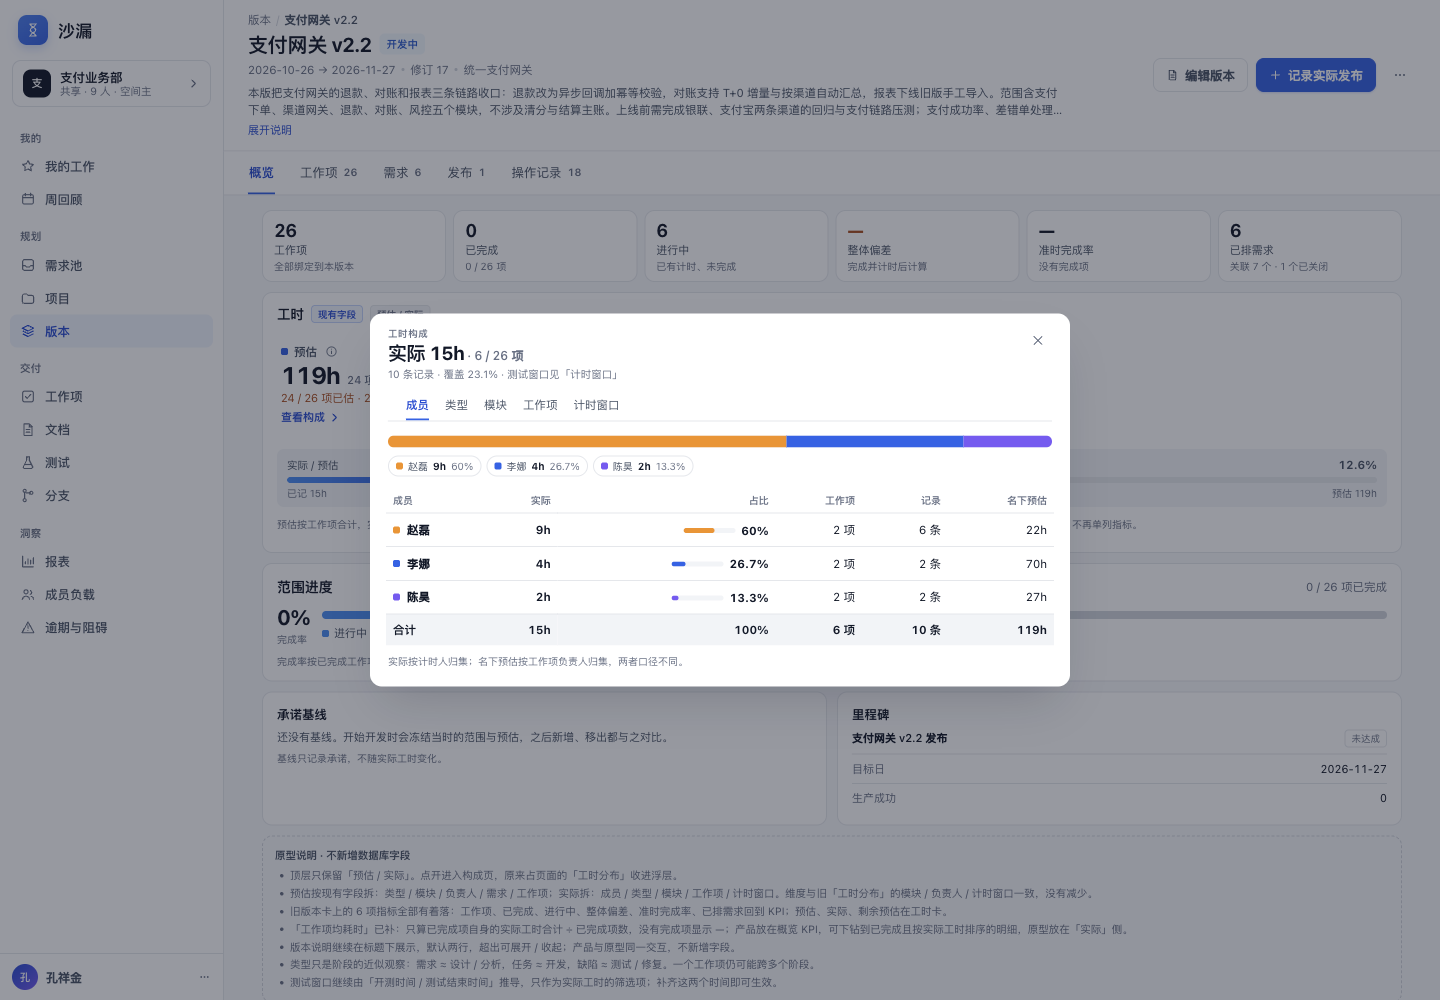 沙漏
支
支付业务部
共享 · 9 人 · 空间主
我的
我的工作
周回顾
规划
需求池
项目
版本
交付
工作项
文档
测试
分支
洞察
报表
成员负载
逾期与阻碍
孔
孔祥金
版本 / 支付网关 v2.2
支付网关 v2.2 开发中
2026-10-26 → 2026-11-27 · 修订 17 · 统一支付网关
本版把支付网关的退款、对账和报表三条链路收口：退款改为异步回调加幂等校验，对账支持 T+0 增量与按渠道自动汇总，报表下线旧版手工导入。范围含支付
下单、渠道网关、退款、对账、风控五个模块，不涉及清分与结算主账。上线前需完成银联、支付宝两条渠道的回归与支付链路压测；支付成功率、差错单处理...
展开说明
编辑版本
记录实际发布
概览 工作项 26 需求 6 发布 1 操作记录 18
26
工作项
全部绑定到本版本
0
已完成
0 / 26 项
6
进行中
已有计时、未完成
—
整体偏差
完成并计时后计算
—
准时完成率
没有完成项
6
已排需求
关联 7 个 · 1 个已关闭
工时 现有字段 预估 / 实际
预估
119h 24 项
24 / 26 项已估 · 2
查看构成
实际 / 预估 12.6%
已记 15h 预估 119h
预估按工作项合计，
不再单列指标。
范围进度 0 / 26 项已完成
0%
完成率
进行中
完成率按已完成工作项
工时构成
实际 15h · 6 / 26 项
10 条记录 · 覆盖 23.1% · 测试窗口见「计时窗口」
成员 类型 模块 工作项 计时窗口
赵磊 9h 60% 李娜 4h 26.7% 陈昊 2h 13.3%
成员 实际 占比 工作项 记录 名下预估
赵磊 9h 60% 2 项 6 条 22h
李娜 4h 26.7% 2 项 2 条 70h
陈昊 2h 13.3% 2 项 2 条 27h
合计 15h 100% 6 项 10 条 119h
实际按计时人归集；名下预估按工作项负责人归集，两者口径不同。
承诺基线
还没有基线。开始开发时会冻结当时的范围与预估，之后新增、移出都与之对比。
基线只记录承诺，不随实际工时变化。
里程碑
支付网关 v2.2 发布 未达成
目标日 2026-11-27
生产成功 0
原型说明 · 不新增数据库字段
• 顶层只保留「预估 / 实际」。点开进入构成页，原来占页面的「工时分布」收进浮层。
• 预估按现有字段拆：类型 / 模块 / 负责人 / 需求 / 工作项；实际拆：成员 / 类型 / 模块 / 工作项 / 计时窗口。维度与旧「工时分布」的模块 / 负责人 / 计时窗口一致，没有减少。
• 旧版本卡上的 6 项指标全部有着落：工作项、已完成、进行中、整体偏差、准时完成率、已排需求回到 KPI；预估、实际、剩余预估在工时卡。
• 「工作项均耗时」已补：只算已完成项自身的实际工时合计 ÷ 已完成项数，没有完成项显示 —；产品放在概览 KPI，可下钻到已完成且按实际工时排序的明细，原型放在「实际」侧。
• 版本说明继续在标题下展示，默认两行，超出可展开 / 收起；产品与原型同一交互，不新增字段。
• 类型只是阶段的近似观察：需求 = 设计 / 分析，任务 = 开发，缺陷 = 测试 / 修复。一个工作项仍可能跨多个阶段。
• 测试窗口继续由「开测时间 / 测试结束时间」推导，只作为实际工时的筛选项；补齐这两个时间即可生效。